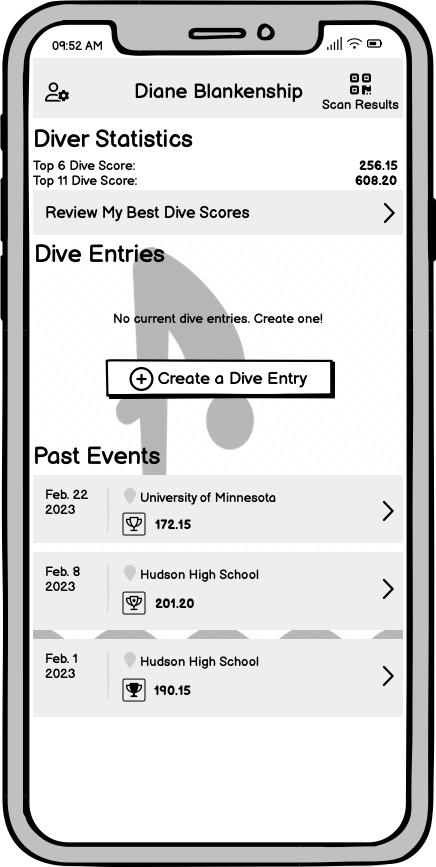 09:52 AM
Diane Blankenship
Scan Results
Diver Statistics
Top 6 Dive Score: 256.15
Top 11 Dive Score: 608.20
Review My Best Dive Scores
Dive Entries
No current dive entries. Create one!
Create a Dive Entry
Past Events
Feb. 22 2023
University of Minnesota
172.15
Feb. 8 2023
Hudson High School
201.20
Feb. 1 2023
Hudson High School
190.15